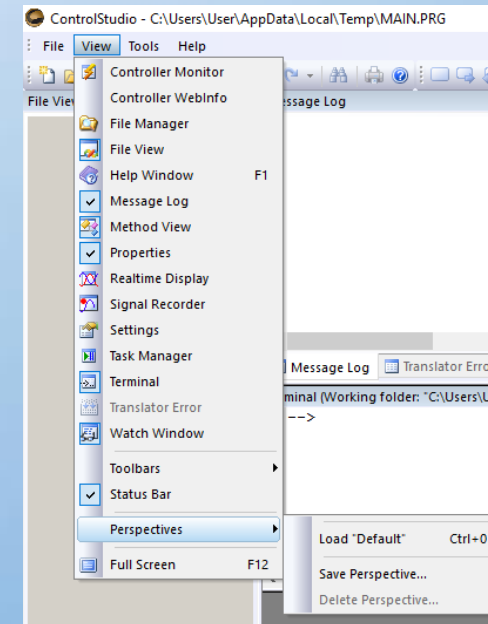 ControlStudio - C:\Users\User\AppData\Local\Temp\MAIN.PRG
File View Tools Help
File View
Message Log
Controller Monitor
Controller WebInfo
File Manager
File View
Help Window F1
Message Log
Method View
Properties
Realtime Display
Signal Recorder
Settings
Task Manager
Terminal
Translator Error
Watch Window
Toolbars
Status Bar
Perspectives
Full Screen F12
Message Log Translator Erro
minal (Working folder: "C:\Users\U
-->
Load "Default" Ctrl+0
Save Perspective...
Delete Perspective...